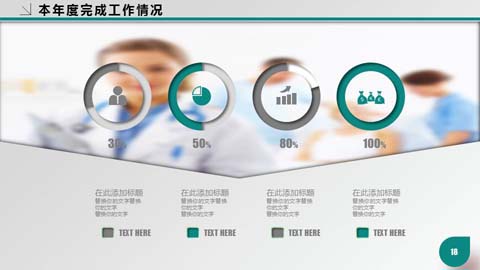 本年度完成工作情况
30%
50%
80%
100%
在此添加标题
替换你的文字替换
你的文字
替换你的文字
在此添加标题
替换你的文字替换
你的文字
替换你的文字
在此添加标题
替换你的文字替换
你的文字
替换你的文字
在此添加标题
替换你的文字替换
你的文字
替换你的文字
TEXT HERE
TEXT HERE
TEXT HERE
TEXT HERE
18